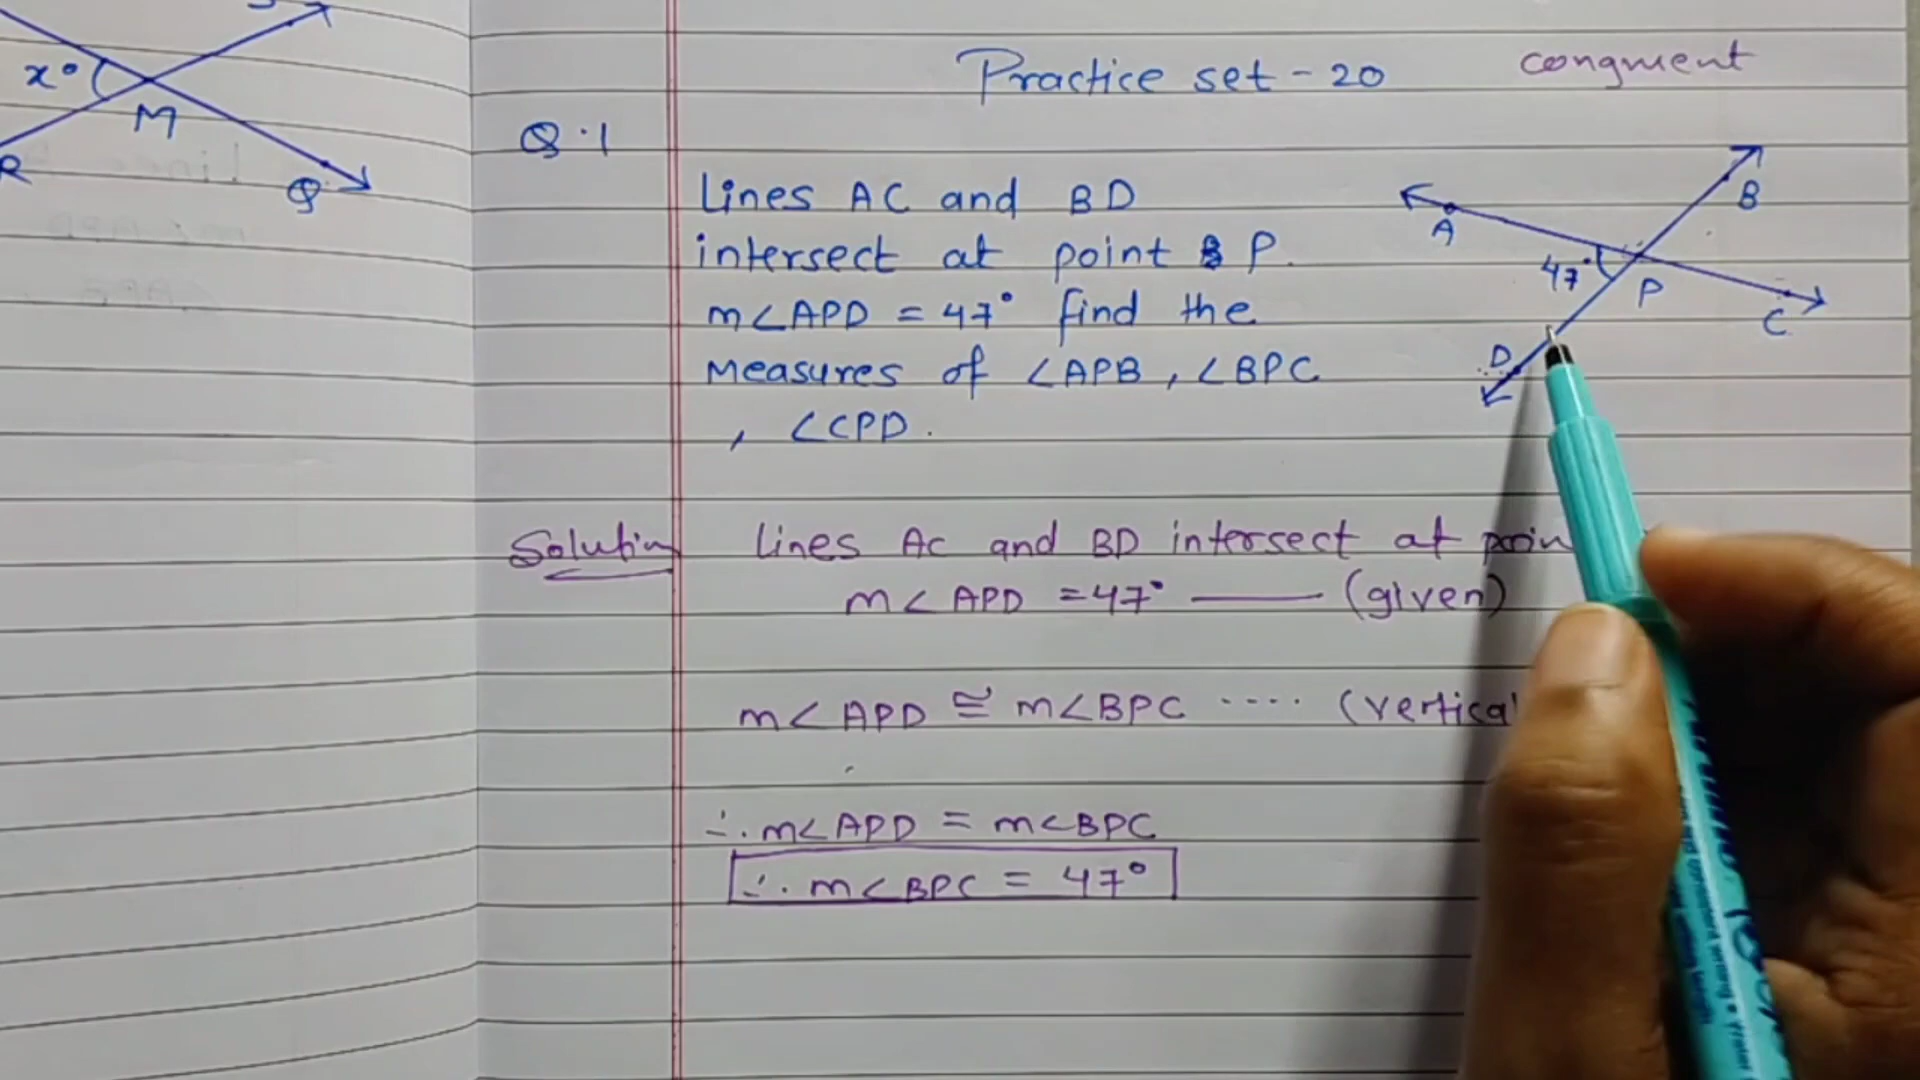 x°
M
R
Q
Practice set - 20
congruent
Q.1
Lines AC and BD
intersect at point P.
m∠APD = 47° find the
measures of ∠APB, ∠BPC
, ∠CPD.
A
B
47°
P
C
D
Solution
lines AC and BD intersect at poin
m∠APD = 47° —— (given)
m∠APD ≅ m∠BPC ···· (vertical
∴ m∠APD = m∠BPC
∴ m∠BPC = 47°